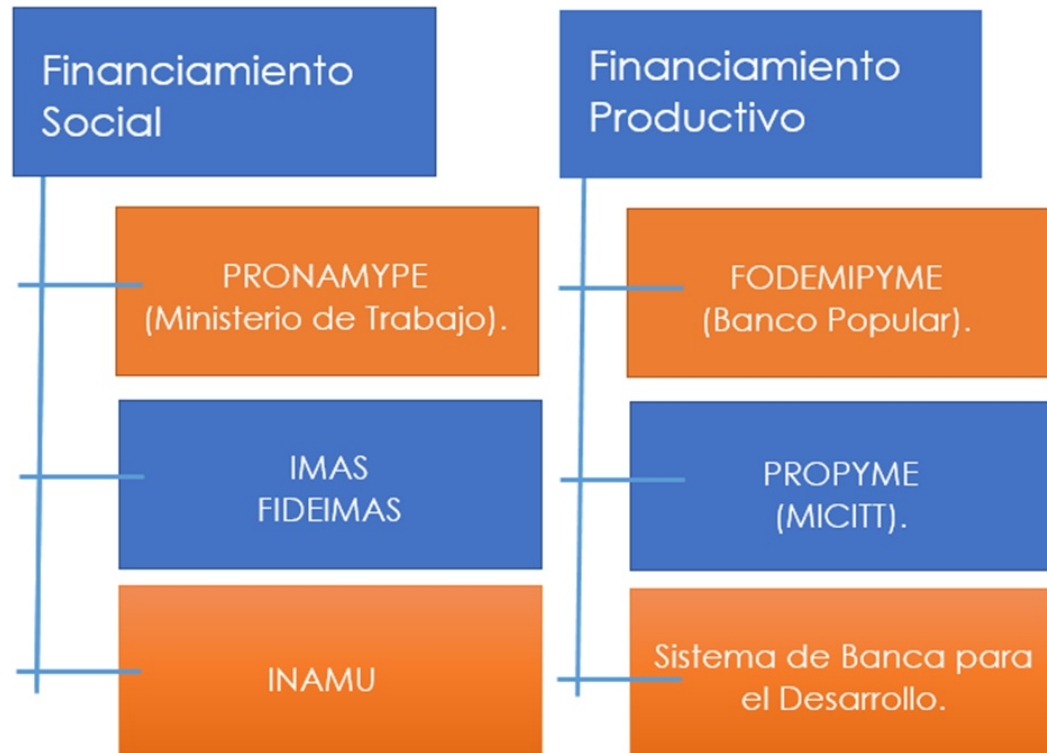 Financiamiento
Social
PRONAMYPE
(Ministerio de Trabajo).
IMAS
FIDEIMAS
INAMU
Financiamiento
Productivo
FODEMIPYME
(Banco Popular).
PROPYME
(MICITT).
Sistema de Banca para
el Desarrollo.